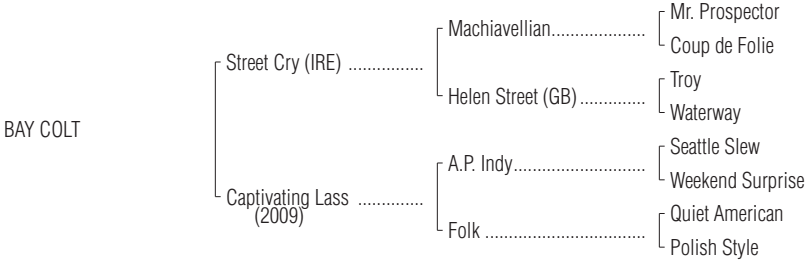 Mr. Prospector
Machiavellian....................
Coup de Folie
Street Cry (IRE) ................
Troy
Helen Street (GB)..............
Waterway
BAY COLT
Seattle Slew
A.P. Indy............................
Weekend Surprise
Captivating Lass ..............
(2009)
Quiet American
Folk ..................................
Polish Style